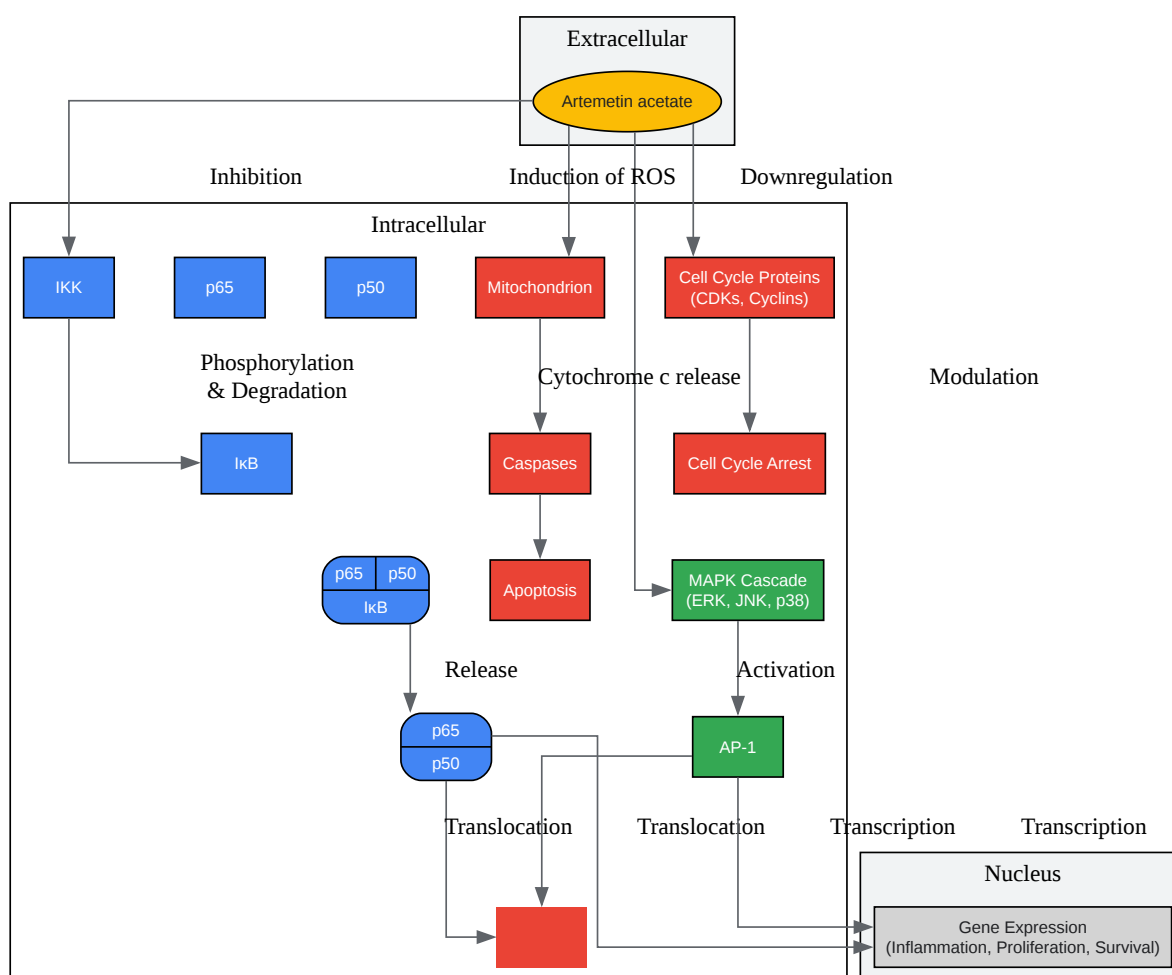 Extracellular
Artemetin acetate
Inhibition
Induction of ROS
Downregulation
Intracellular
IKK
p65
p50
Mitochondrion
Cell Cycle Proteins
(CDKs, Cyclins)
Phosphorylation
& Degradation
Cytochrome c release
Modulation
IκB
Caspases
Cell Cycle Arrest
p65
p50
IκB
Apoptosis
MAPK Cascade
(ERK, JNK, p38)
Release
Activation
p65
p50
AP-1
Translocation
Translocation
Transcription
Transcription
Nucleus
Gene Expression
(Inflammation, Proliferation, Survival)